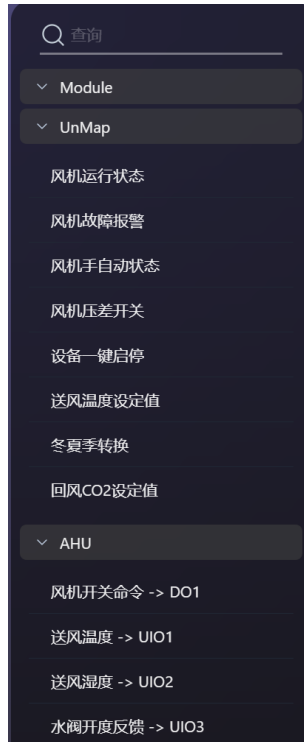 查询
Module
UnMap
风机运行状态
风机故障报警
风机手自动状态
风机压差开关
设备一键启停
送风温度设定值
冬夏季转换
回风CO2设定值
AHU
风机开关命令 -> DO1
送风温度 -> UIO1
送风湿度 -> UIO2
水阀开度反馈 -> UIO3